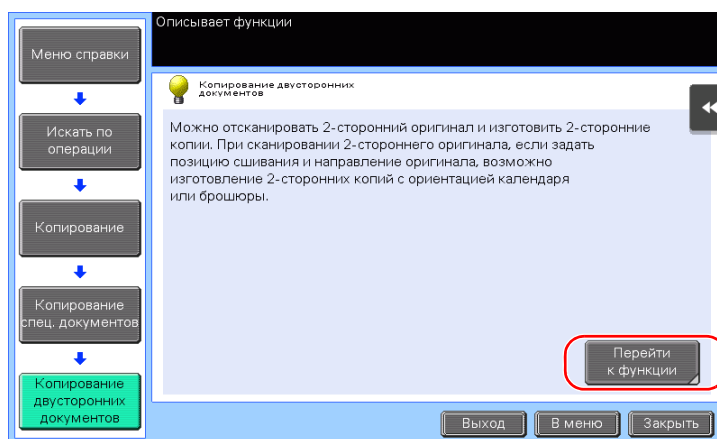 Описывает функции
Меню справки
Искать по
операции
Копирование
Копирование
спец. документов
Копирование
двусторонних
документов
Копирование двусторонних
документов
Можно отсканировать 2-сторонний оригинал и изготовить 2-сторонние
копии. При сканировании 2-стороннего оригинала, если задать
позицию сшивания и направление оригинала, возможно
изготовление 2-сторонних копий с ориентацией календаря
или брошюры.
Перейти
к функции
Выход
В меню
Закрыть